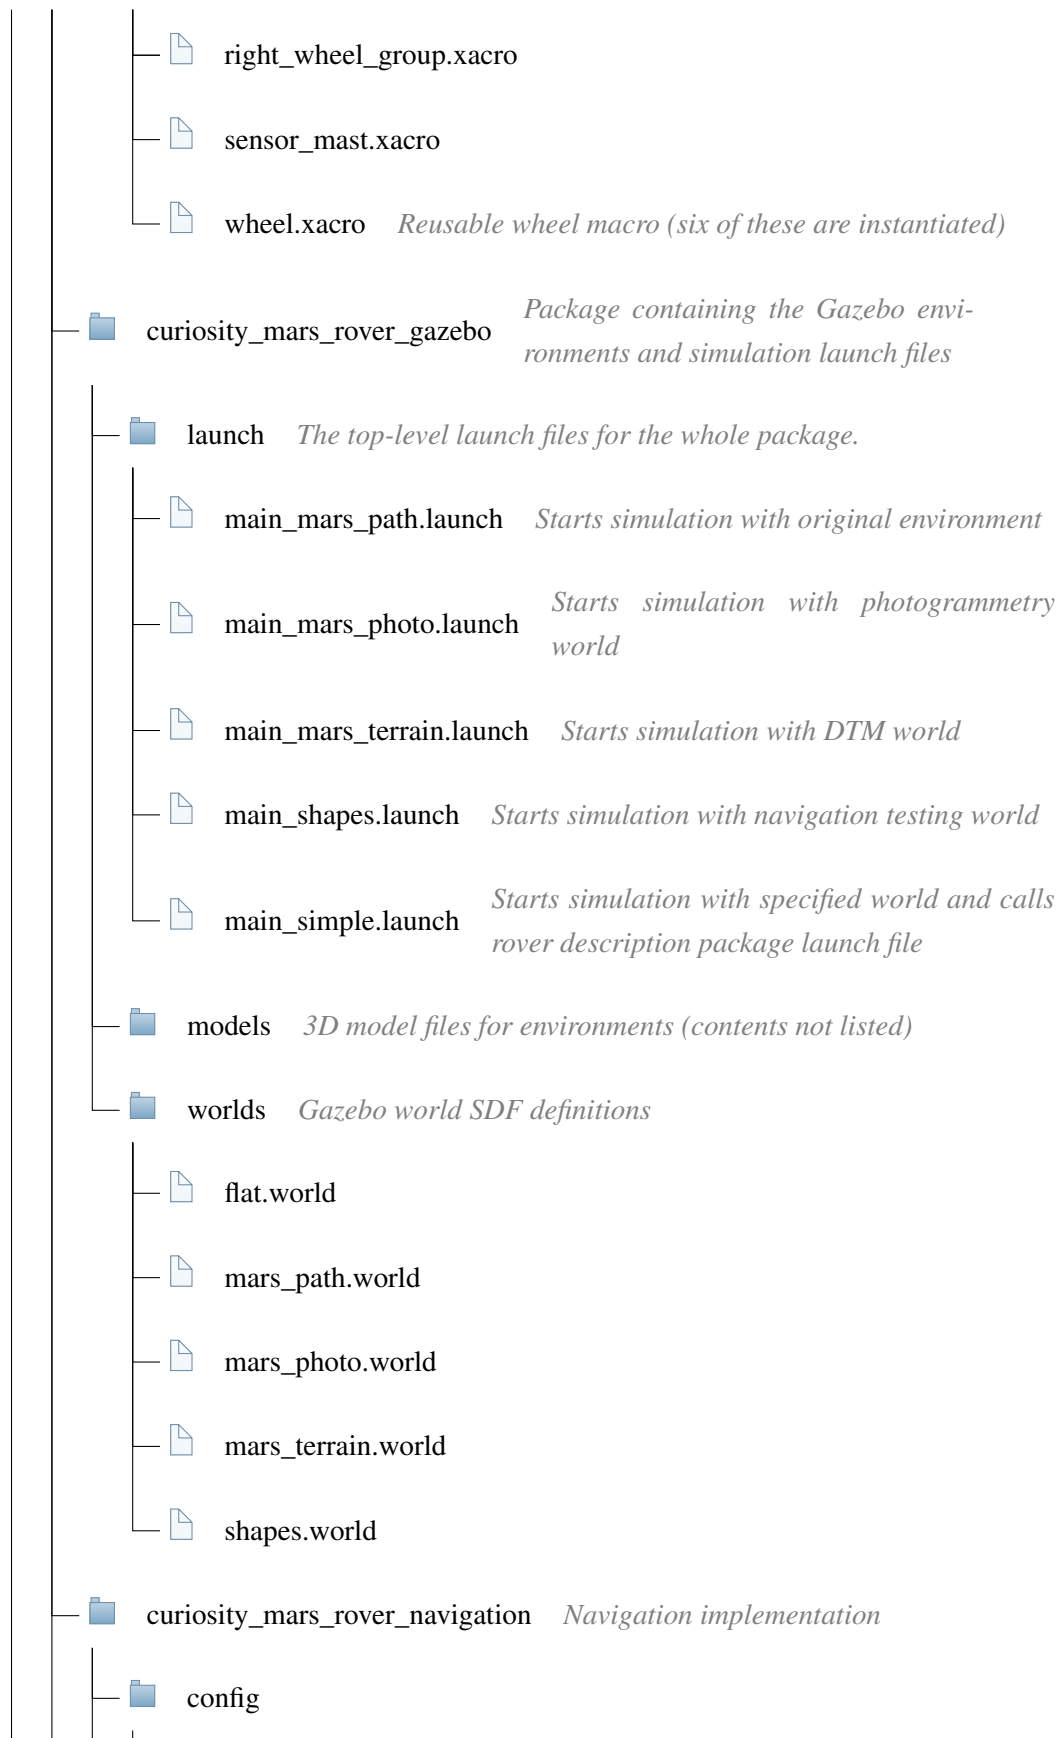 right_wheel_group.xacro
sensor_mast.xacro
wheel.xacro Reusable wheel macro (six of these are instantiated)
curiosity_mars_rover_gazebo Package containing the Gazebo envi-
ronments and simulation launch files
launch The top-level launch files for the whole package.
main_mars_path.launch Starts simulation with original environment
main_mars_photo.launch Starts simulation with photogrammetry
world
main_mars_terrain.launch Starts simulation with DTM world
main_shapes.launch Starts simulation with navigation testing world
main_simple.launch Starts simulation with specified world and calls
rover description package launch file
models 3D model files for environments (contents not listed)
worlds Gazebo world SDF definitions
flat.world
mars_path.world
mars_photo.world
mars_terrain.world
shapes.world
curiosity_mars_rover_navigation Navigation implementation
config